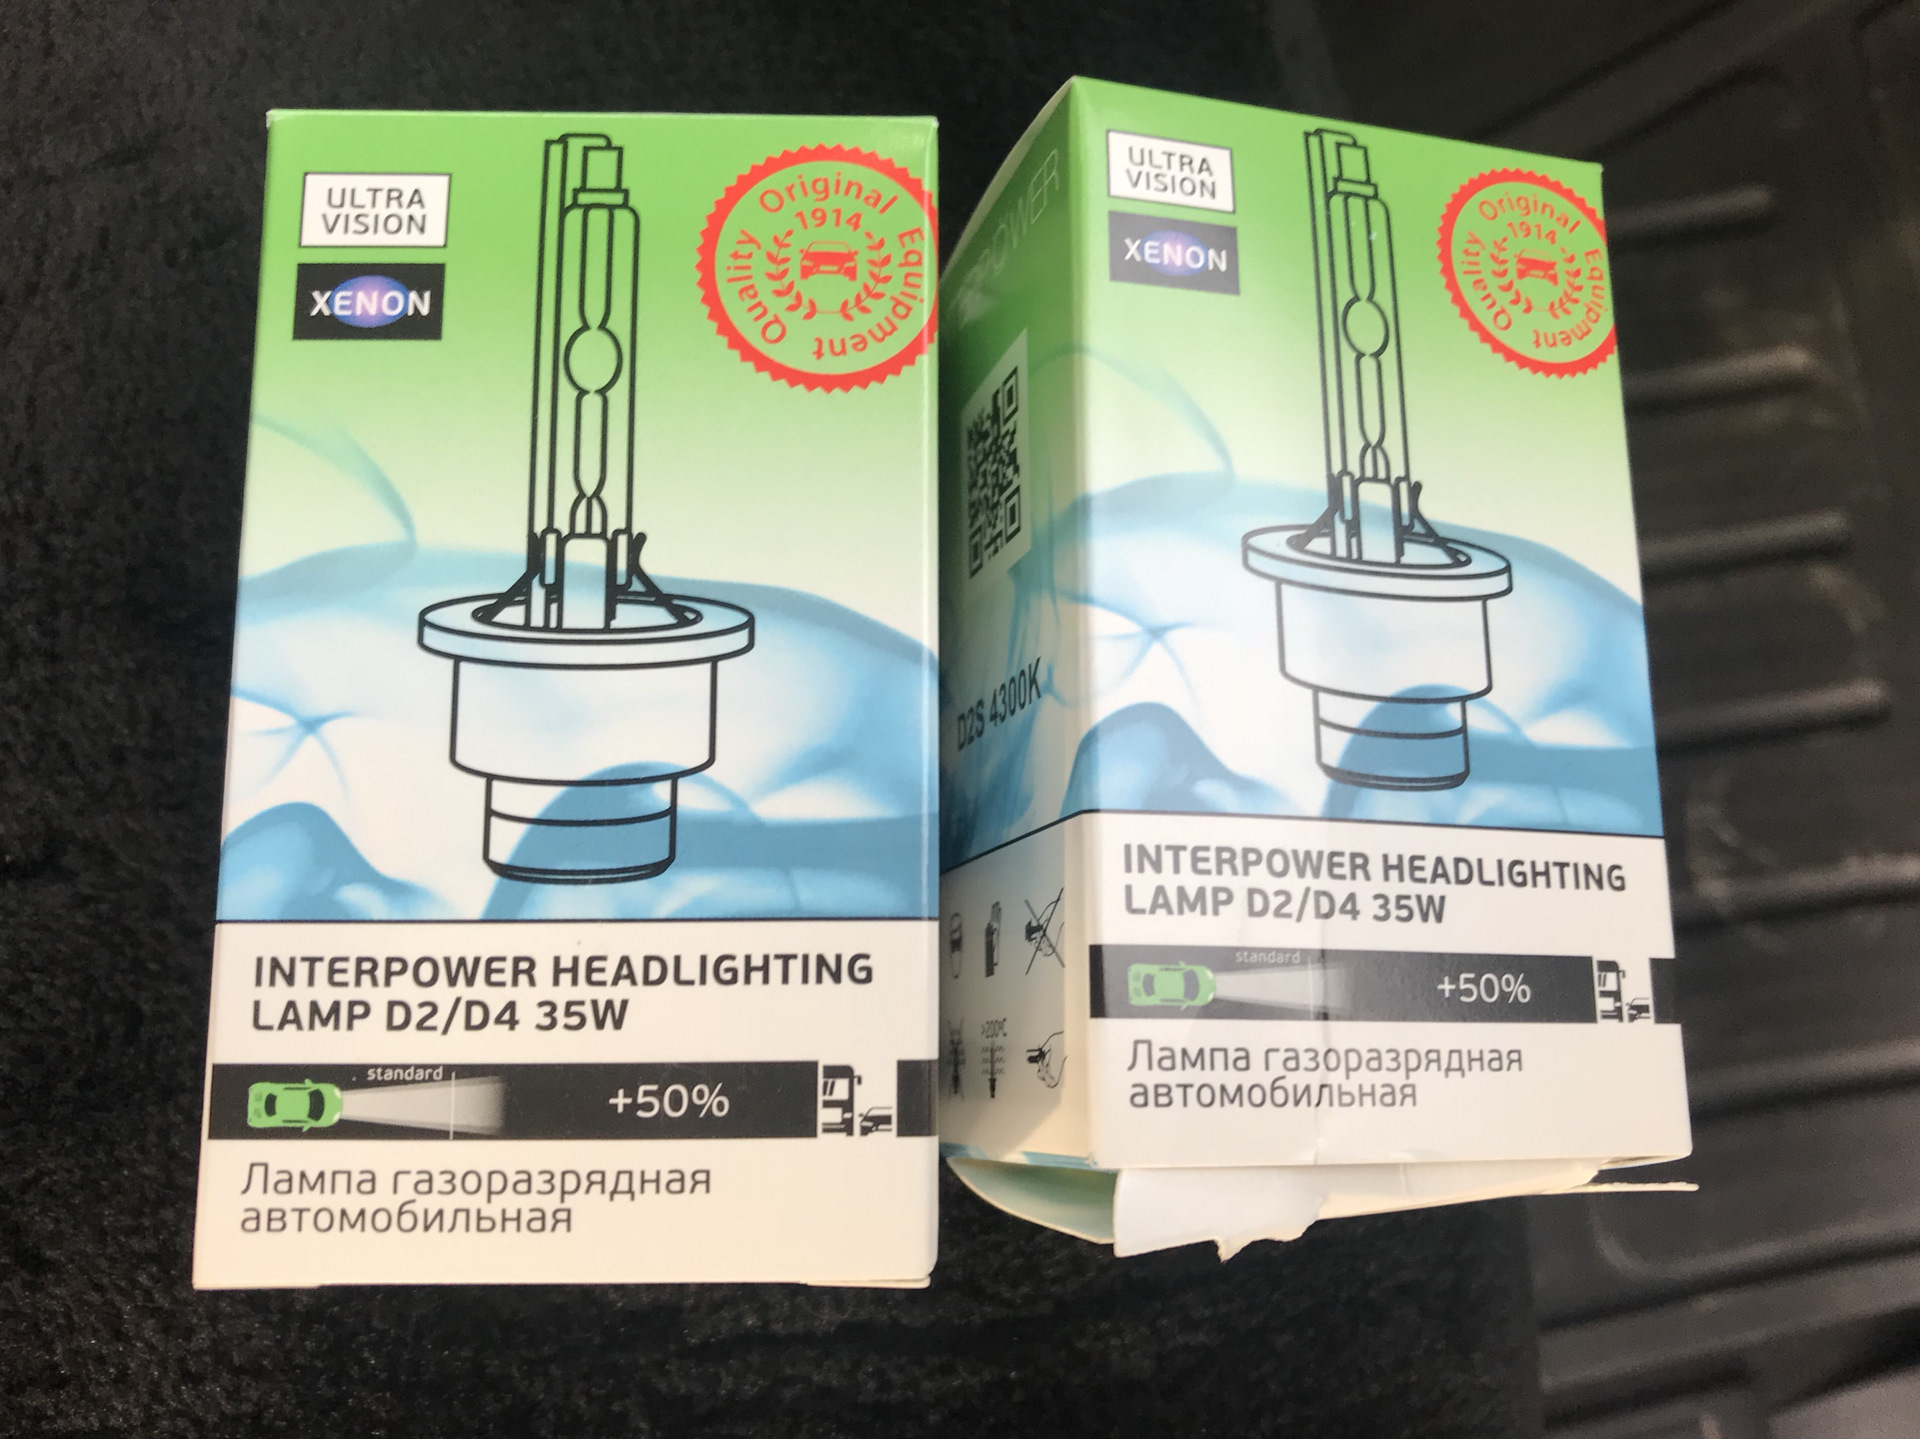 ULTRA
VISION
XENON
Original
1914
Quality
Equipment
INTERPOWER HEADLIGHTING
LAMP D2/D4 35W
standard
+50%
Лампа газоразрядная
автомобильная
D2S 4300K
>200°C
ULTRA
VISION
XENON
Original
1914
Quality
Equipment
INTERPOWER HEADLIGHTING
LAMP D2/D4 35W
standard
+50%
Лампа газоразрядная
автомобильная